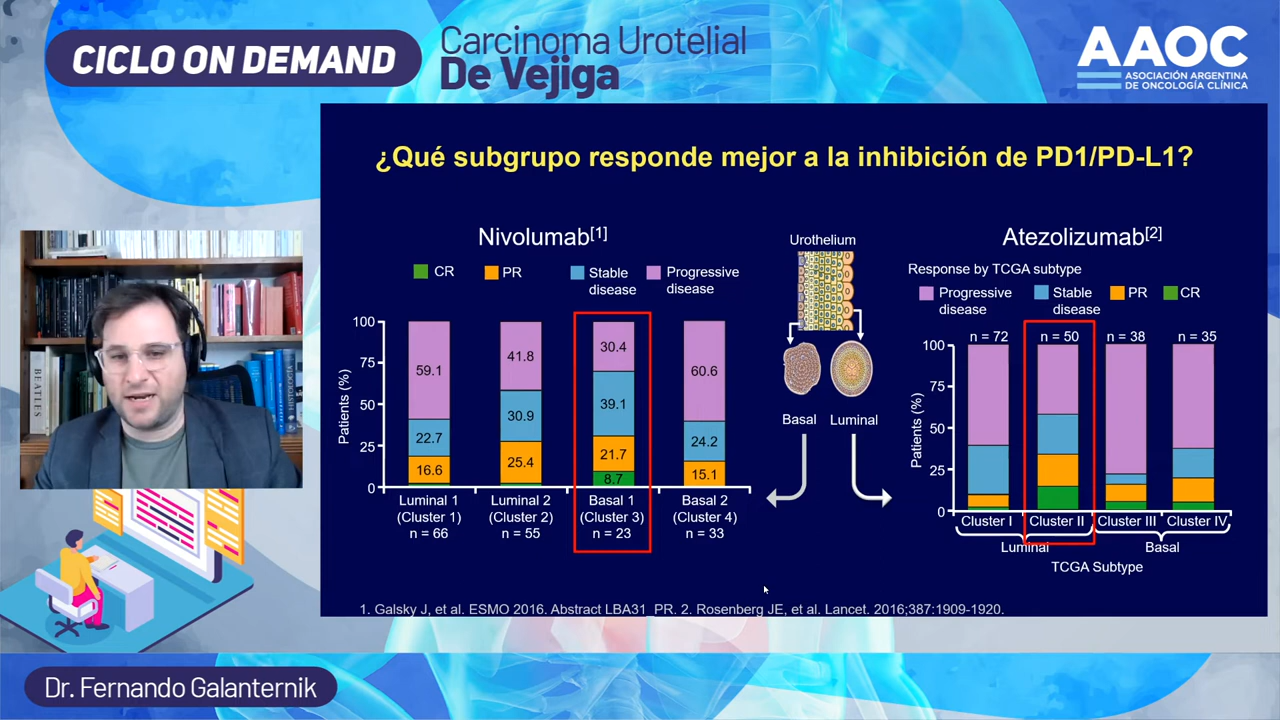 CICLO ON DEMAND
Carcinoma Urotelial
De Vejiga
AAOC
ASOCIACIÓN ARGENTINA
DE ONCOLOGÍA CLÍNICA
¿Qué subgrupo responde mejor a la inhibición de PD1/PD-L1?
Nivolumab[1]
CR
PR
Stable
disease
Progressive
disease
Patients (%)
100
75
50
25
0
59.1
22.7
16.6
41.8
30.9
25.4
30.4
39.1
21.7
8.7
60.6
24.2
15.1
Luminal 1
(Cluster 1)
n = 66
Luminal 2
(Cluster 2)
n = 55
Basal 1
(Cluster 3)
n = 23
Basal 2
(Cluster 4)
n = 33
Urothelium
Basal
Luminal
Atezolizumab[2]
Response by TCGA subtype
Progressive
disease
Stable
disease
PR
CR
n = 72
n = 50
n = 38
n = 35
Patients (%)
100
75
50
25
0
Cluster I
Cluster II
Cluster III
Cluster IV
Luminal
Basal
TCGA Subtype
1. Galsky J, et al. ESMO 2016. Abstract LBA31_PR. 2. Rosenberg JE, et al. Lancet. 2016;387:1909-1920.
BEATLES
HISTOLOGIA
Dr. Fernando Galanternik